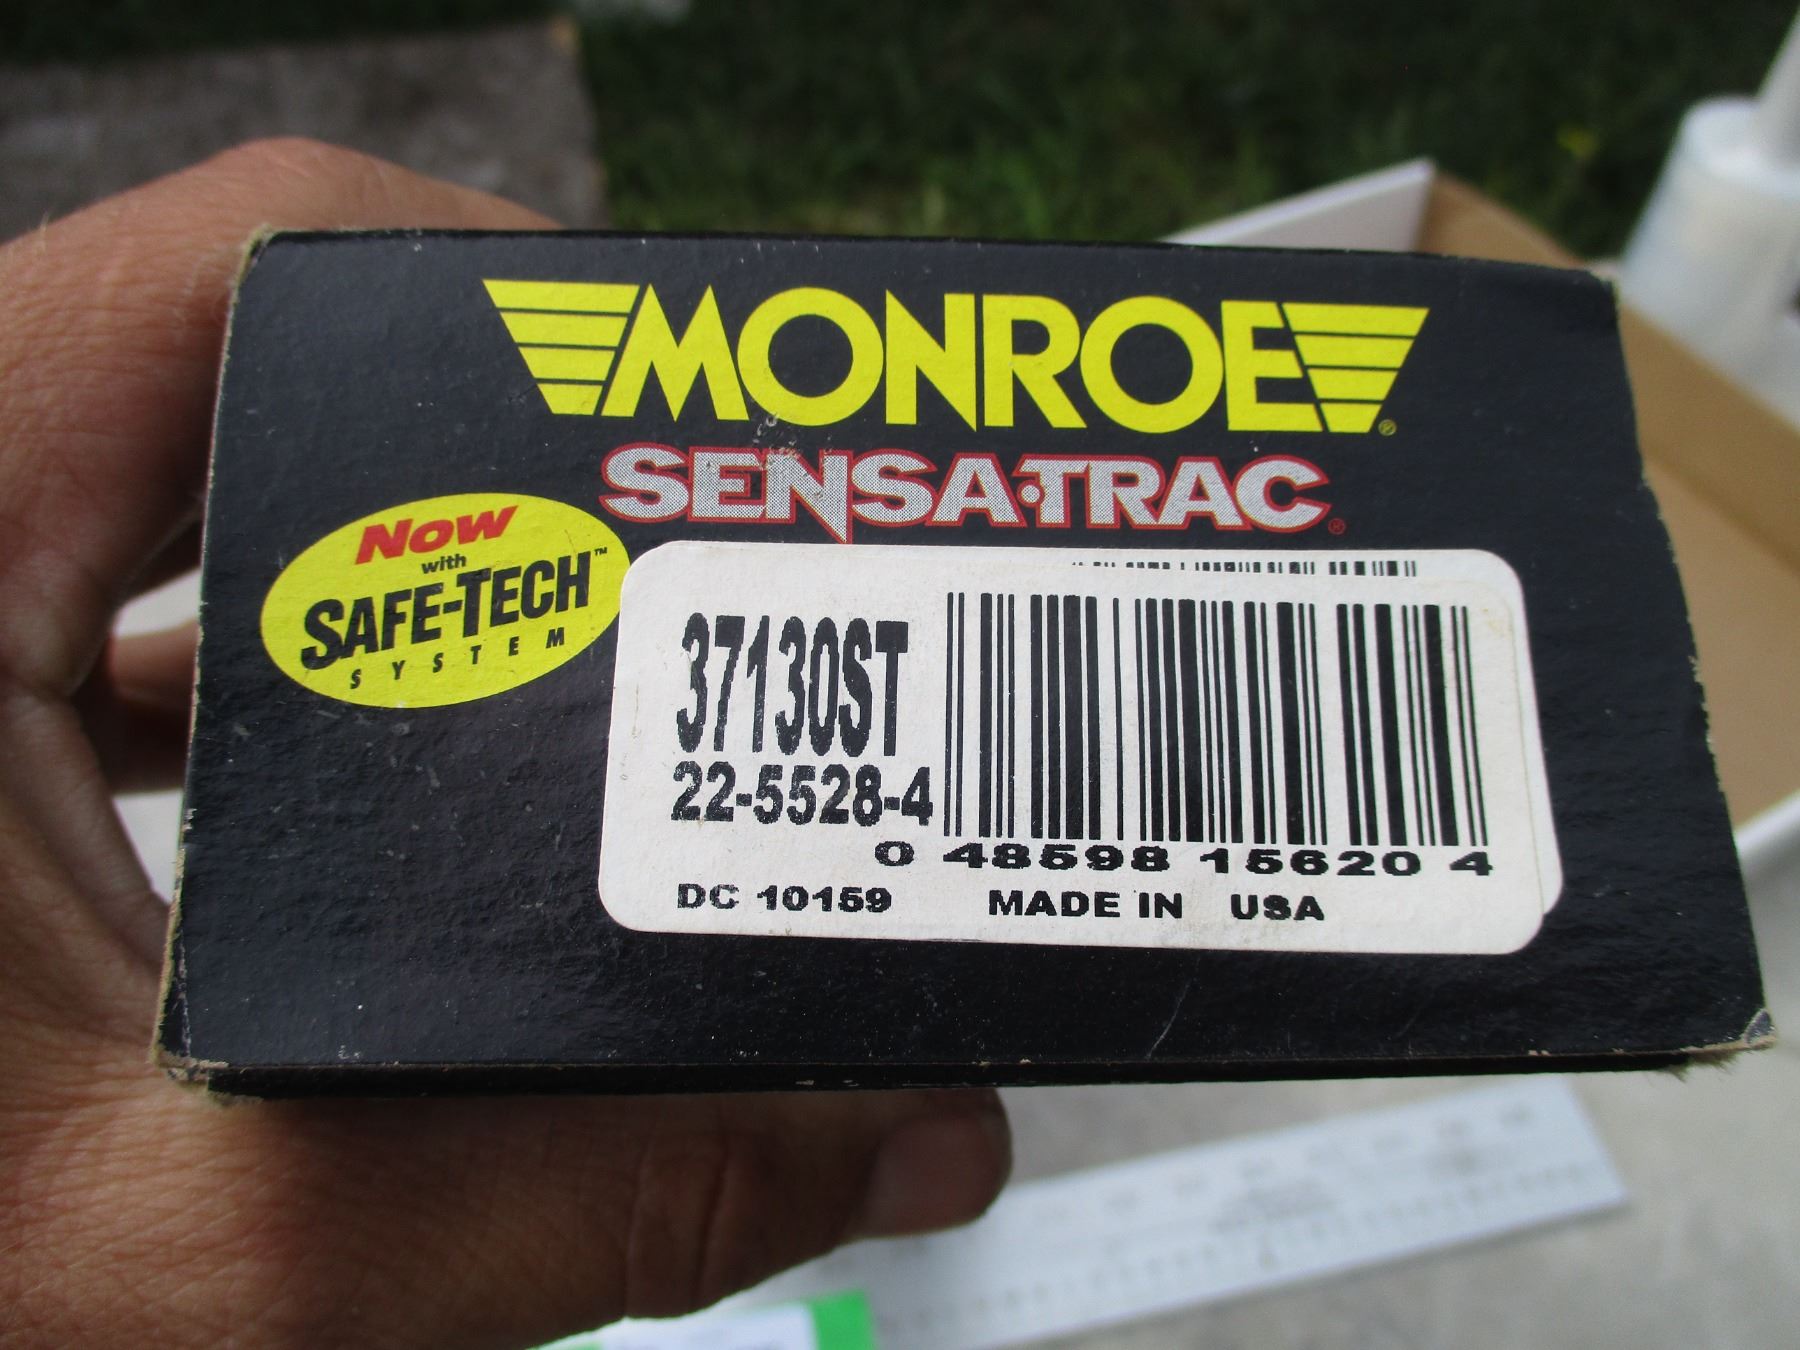 MONROE®
SENSA·TRAC®
Now
with
SAFE-TECH™
SYSTEM
37130ST
22-5528-4
0 48598 15620 4
DC 10159 MADE IN USA